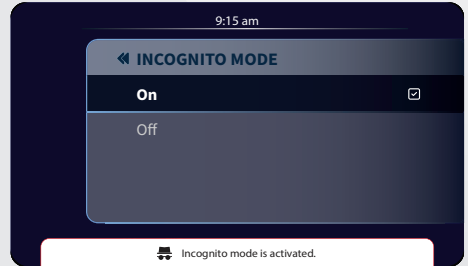 9:15 am
INCOGNITO MODE
On
Off
Incognito mode is activated.